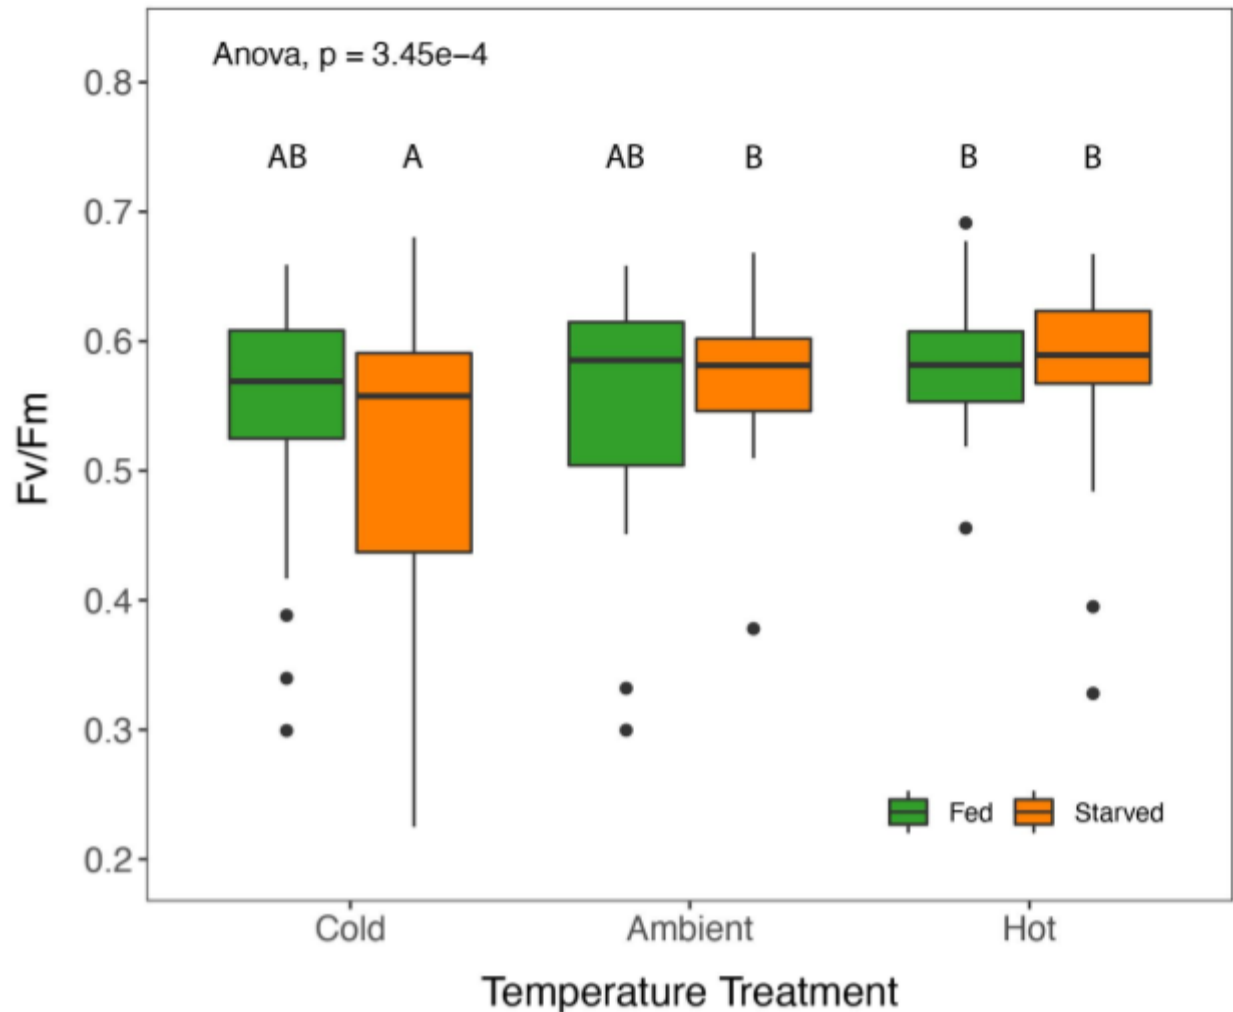 Anova, p = 3.45e−4
0.8
AB A AB B B B
0.7
0.6
0.5
0.4
0.3
0.2
Fv/Fm
Fed Starved
Cold Ambient Hot
Temperature Treatment